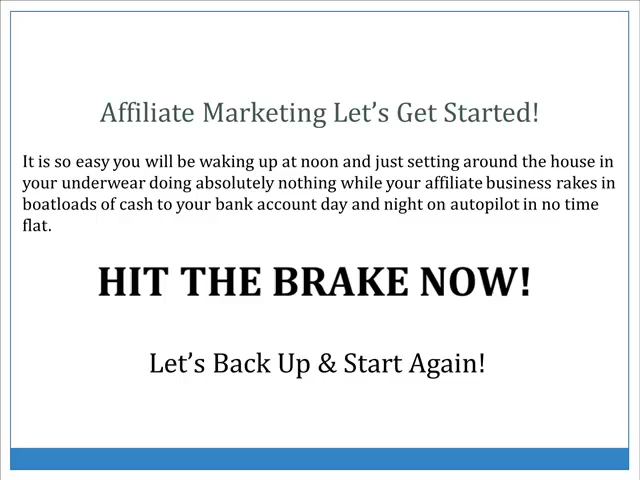 Affiliate Marketing Let’s Get Started!
It is so easy you will be waking up at noon and just setting around the house in
your underwear doing absolutely nothing while your affiliate business rakes in
boatloads of cash to your bank account day and night on autopilot in no time
flat.
HIT THE BRAKE NOW!
Let’s Back Up & Start Again!